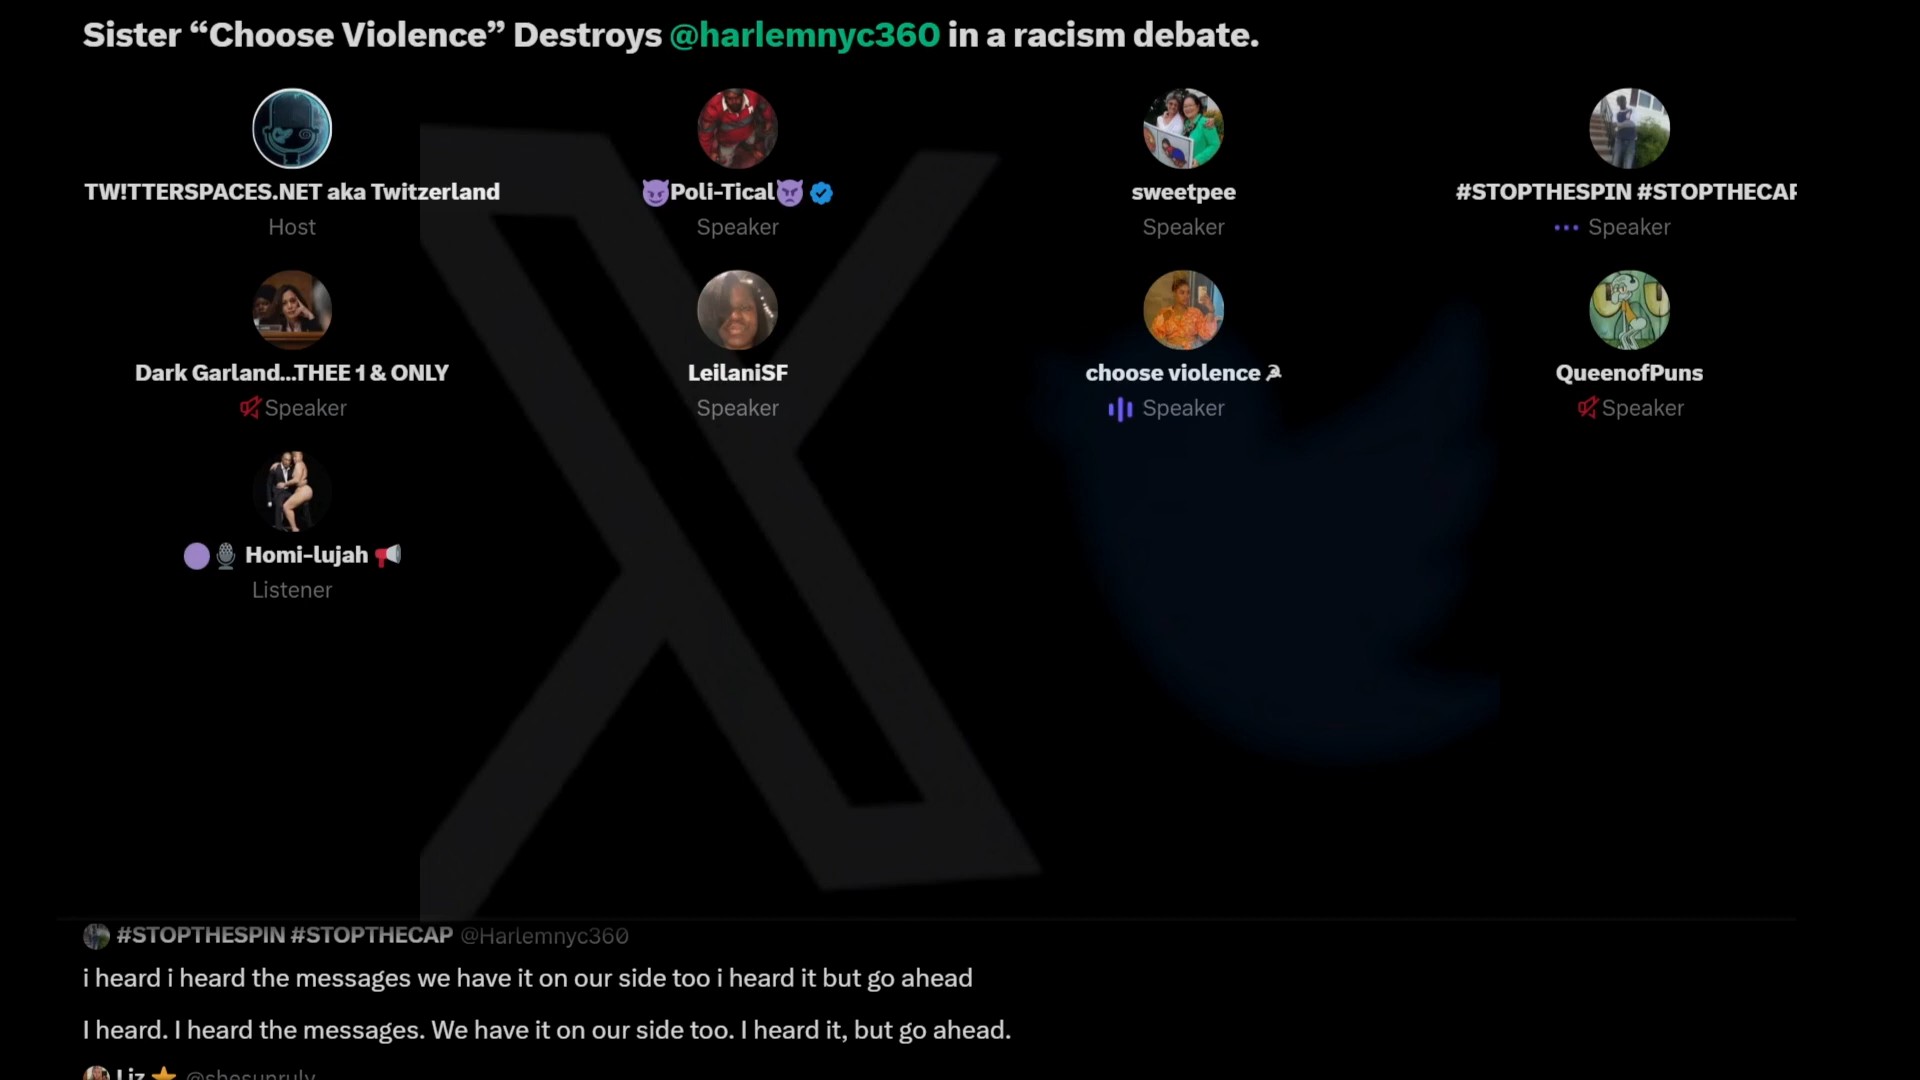 Sister “Choose Violence” Destroys @harlemnyc360 in a racism debate.
TW!TTERSPACES.NET aka Twitzerland
Host
😈Poli-Tical👿
Speaker
sweetpee
Speaker
#STOPTHESPIN #STOPTHECAP
Speaker
Dark Garland...THEE 1 & ONLY
Speaker
LeilaniSF
Speaker
choose violence ☭
Speaker
QueenofPuns
Speaker
🟣🎙️ Homi-lujah 📢
Listener
#STOPTHESPIN #STOPTHECAP @Harlemnyc360
i heard i heard the messages we have it on our side too i heard it but go ahead
I heard. I heard the messages. We have it on our side too. I heard it, but go ahead.
Liz ⭐ @shesunruly